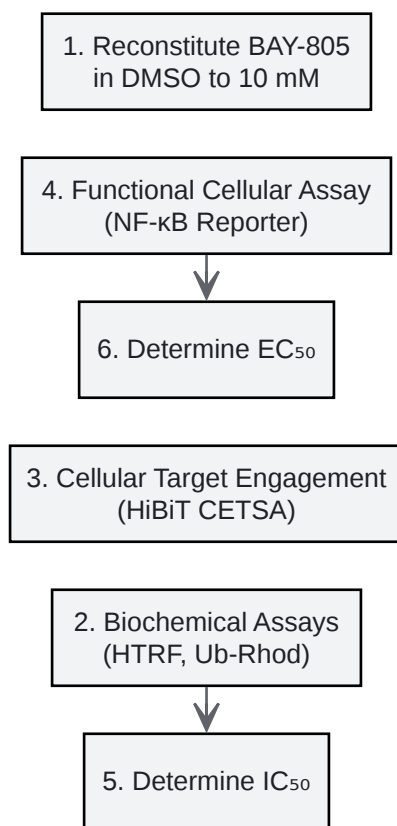 1. Reconstitute BAY-805
in DMSO to 10 mM
4. Functional Cellular Assay
(NF-κB Reporter)
6. Determine EC₅₀
3. Cellular Target Engagement
(HiBiT CETSA)
2. Biochemical Assays
(HTRF, Ub-Rhod)
5. Determine IC₅₀